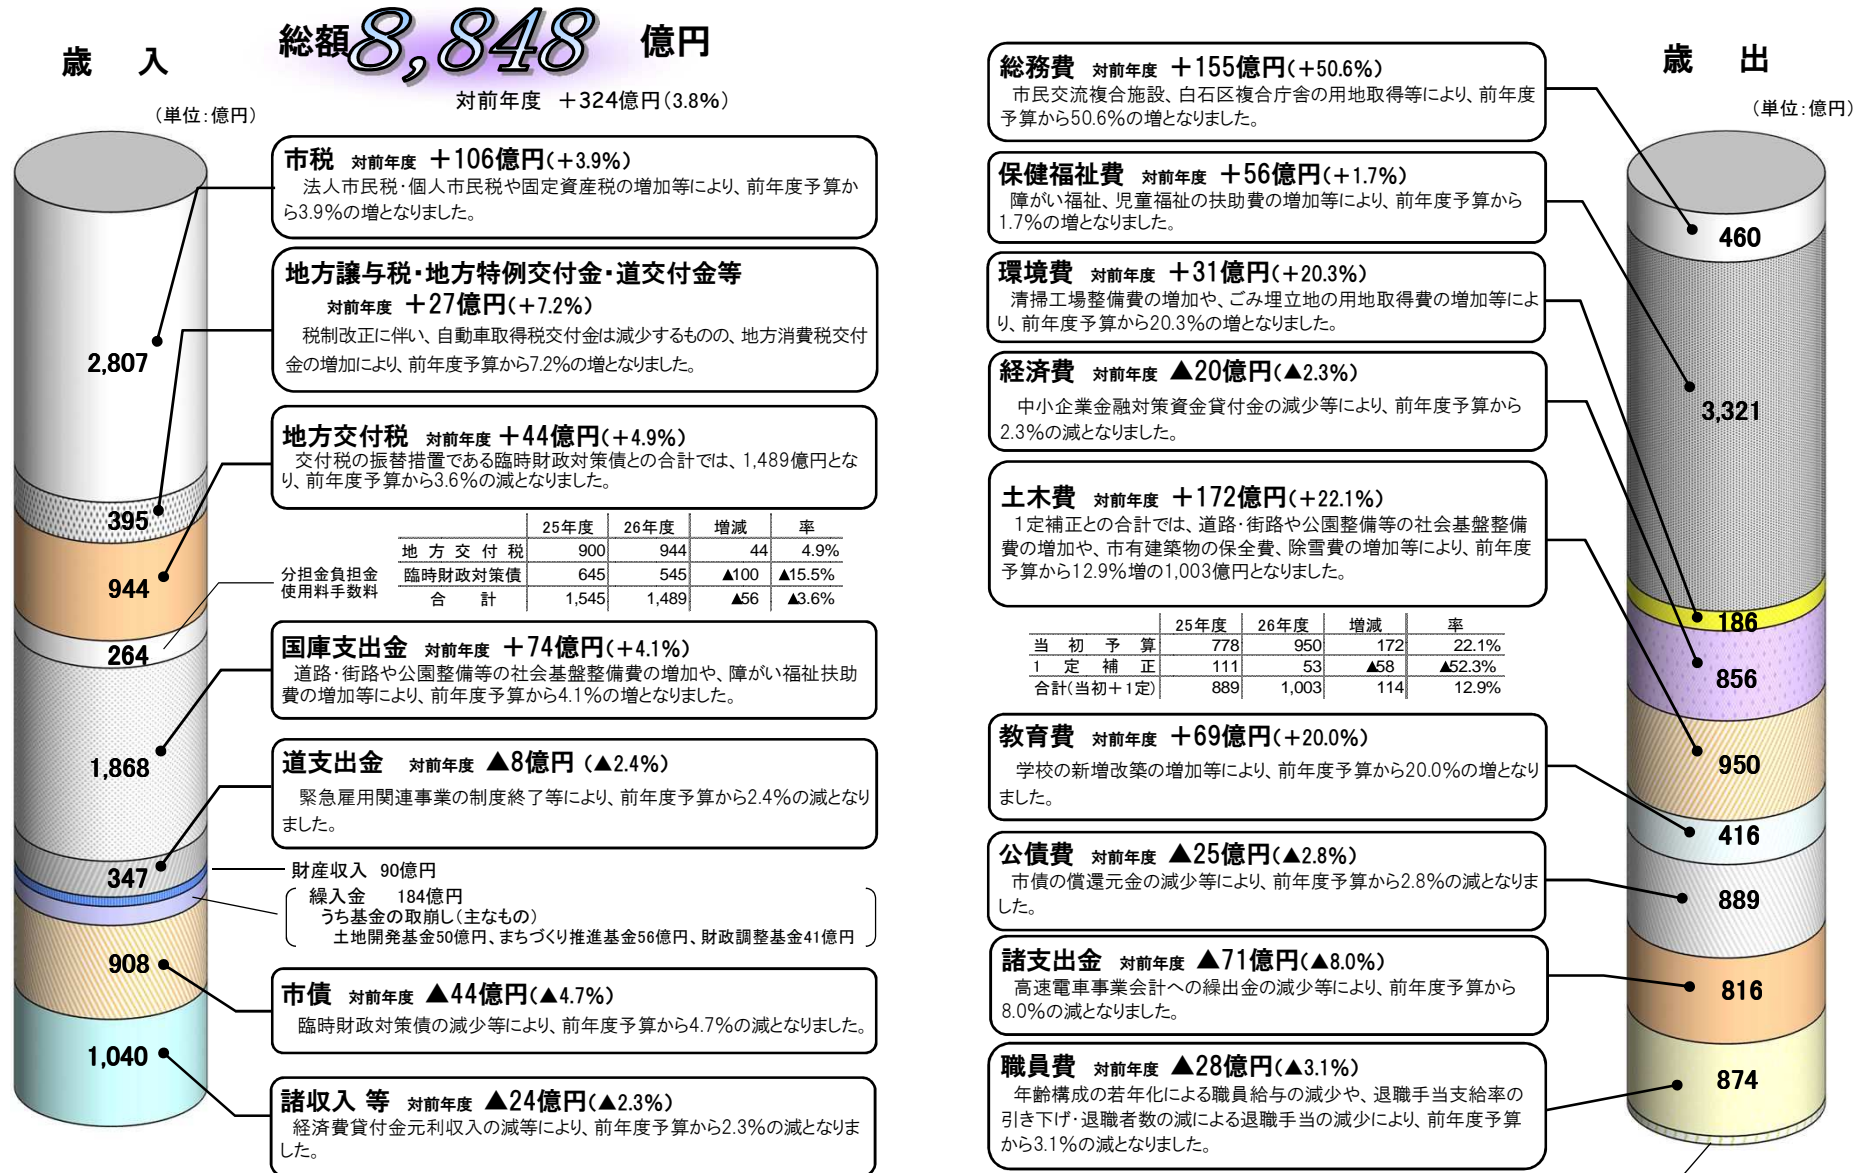 歳 入
総額8,848 億円
対前年度 +324億円(3.8%)
(単位:億円)
市税 対前年度 +106億円(+3.9%)
法人市民税・個人市民税や固定資産税の増加等により、前年度予算か
ら3.9%の増となりました。
地方譲与税・地方特例交付金・道交付金等
対前年度 +27億円(+7.2%)
税制改正に伴い、自動車取得税交付金は減少するものの、地方消費税交付
金の増加により、前年度予算から7.2%の増となりました。
地方交付税 対前年度 +44億円(+4.9%)
交付税の振替措置である臨時財政対策債との合計では、1,489億円とな
り、前年度予算から3.6%の減となりました。
25年度 26年度 増減 率
地方交付税 900 944 44 4.9%
臨時財政対策債 645 545 ▲100 ▲15.5%
合 計 1,545 1,489 ▲56 ▲3.6%
分担金負担金
使用料手数料
国庫支出金 対前年度 +74億円(+4.1%)
道路・街路や公園整備等の社会基盤整備費の増加や、障がい福祉扶助
費の増加等により、前年度予算から4.1%の増となりました。
道支出金 対前年度 ▲8億円 (▲2.4%)
緊急雇用関連事業の制度終了等により、前年度予算から2.4%の減となり
ました。
財産収入 90億円
繰入金 184億円
うち基金の取崩し(主なもの)
土地開発基金50億円、まちづくり推進基金56億円、財政調整基金41億円
市債 対前年度 ▲44億円(▲4.7%)
臨時財政対策債の減少等により、前年度予算から4.7%の減となりました。
諸収入 等 対前年度 ▲24億円(▲2.3%)
経済費貸付金元利収入の減等により、前年度予算から2.3%の減となりま
した。
2,807
395
944
264
1,868
347
908
1,040
歳 出
(単位:億円)
総務費 対前年度 +155億円(+50.6%)
市民交流複合施設、白石区複合庁舎の用地取得等により、前年度
予算から50.6%の増となりました。
保健福祉費 対前年度 +56億円(+1.7%)
障がい福祉、児童福祉の扶助費の増加等により、前年度予算から
1.7%の増となりました。
環境費 対前年度 +31億円(+20.3%)
清掃工場整備費の増加や、ごみ埋立地の用地取得費の増加等によ
り、前年度予算から20.3%の増となりました。
経済費 対前年度 ▲20億円(▲2.3%)
中小企業金融対策資金貸付金の減少等により、前年度予算から
2.3%の減となりました。
土木費 対前年度 +172億円(+22.1%)
1定補正との合計では、道路・街路や公園整備等の社会基盤整備
費の増加や、市有建築物の保全費、除雪費の増加等により、前年度
予算から12.9%増の1,003億円となりました。
25年度 26年度 増減 率
当初予算 778 950 172 22.1%
1定補正 111 53 ▲58 ▲52.3%
合計(当初+1定) 889 1,003 114 12.9%
教育費 対前年度 +69億円(+20.0%)
学校の新増改築の増加等により、前年度予算から20.0%の増となり
ました。
公債費 対前年度 ▲25億円(▲2.8%)
市債の償還元金の減少等により、前年度予算から2.8%の減となりま
した。
諸支出金 対前年度 ▲71億円(▲8.0%)
高速電車事業会計への繰出金の減少等により、前年度予算から
8.0%の減となりました。
職員費 対前年度 ▲28億円(▲3.1%)
年齢構成の若年化による職員給与の減少や、退職手当支給率の
引き下げ・退職者数の減による退職手当の減少により、前年度予算
から3.1%の減となりました。
460
3,321
186
856
950
416
889
816
874